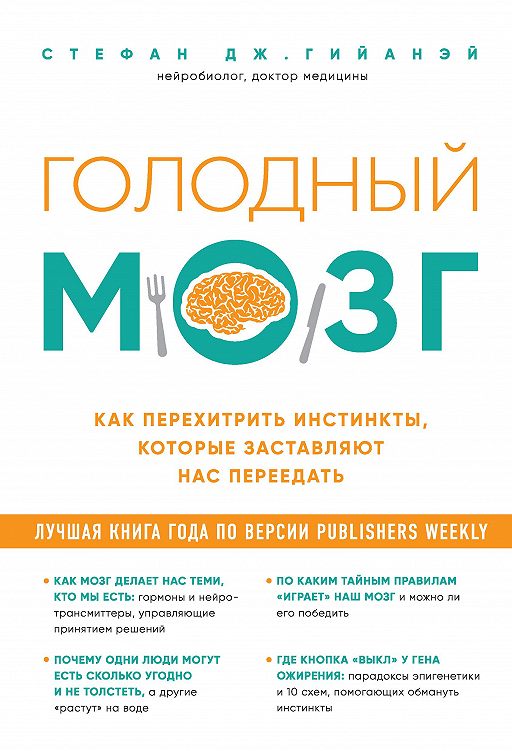 СТЕФАН ДЖ. ГИЙАНЭЙ
нейробиолог, доктор медицины
ГОЛОДНЫЙ
МОЗГ
КАК ПЕРЕХИТРИТЬ ИНСТИНКТЫ,
КОТОРЫЕ ЗАСТАВЛЯЮТ
НАС ПЕРЕЕДАТЬ
ЛУЧШАЯ КНИГА ГОДА ПО ВЕРСИИ PUBLISHERS WEEKLY
• КАК МОЗГ ДЕЛАЕТ НАС ТЕМИ,
КТО МЫ ЕСТЬ: гормоны и нейро-
трансмиттеры, управляющие
принятием решений
• ПОЧЕМУ ОДНИ ЛЮДИ МОГУТ
ЕСТЬ СКОЛЬКО УГОДНО
И НЕ ТОЛСТЕТЬ, а другие
«растут» на воде
• ПО КАКИМ ТАЙНЫМ ПРАВИЛАМ
«ИГРАЕТ» НАШ МОЗГ и можно ли
его победить
• ГДЕ КНОПКА «ВЫКЛ» У ГЕНА
ОЖИРЕНИЯ: парадоксы эпигенетики
и 10 схем, помогающих обмануть
инстинкты